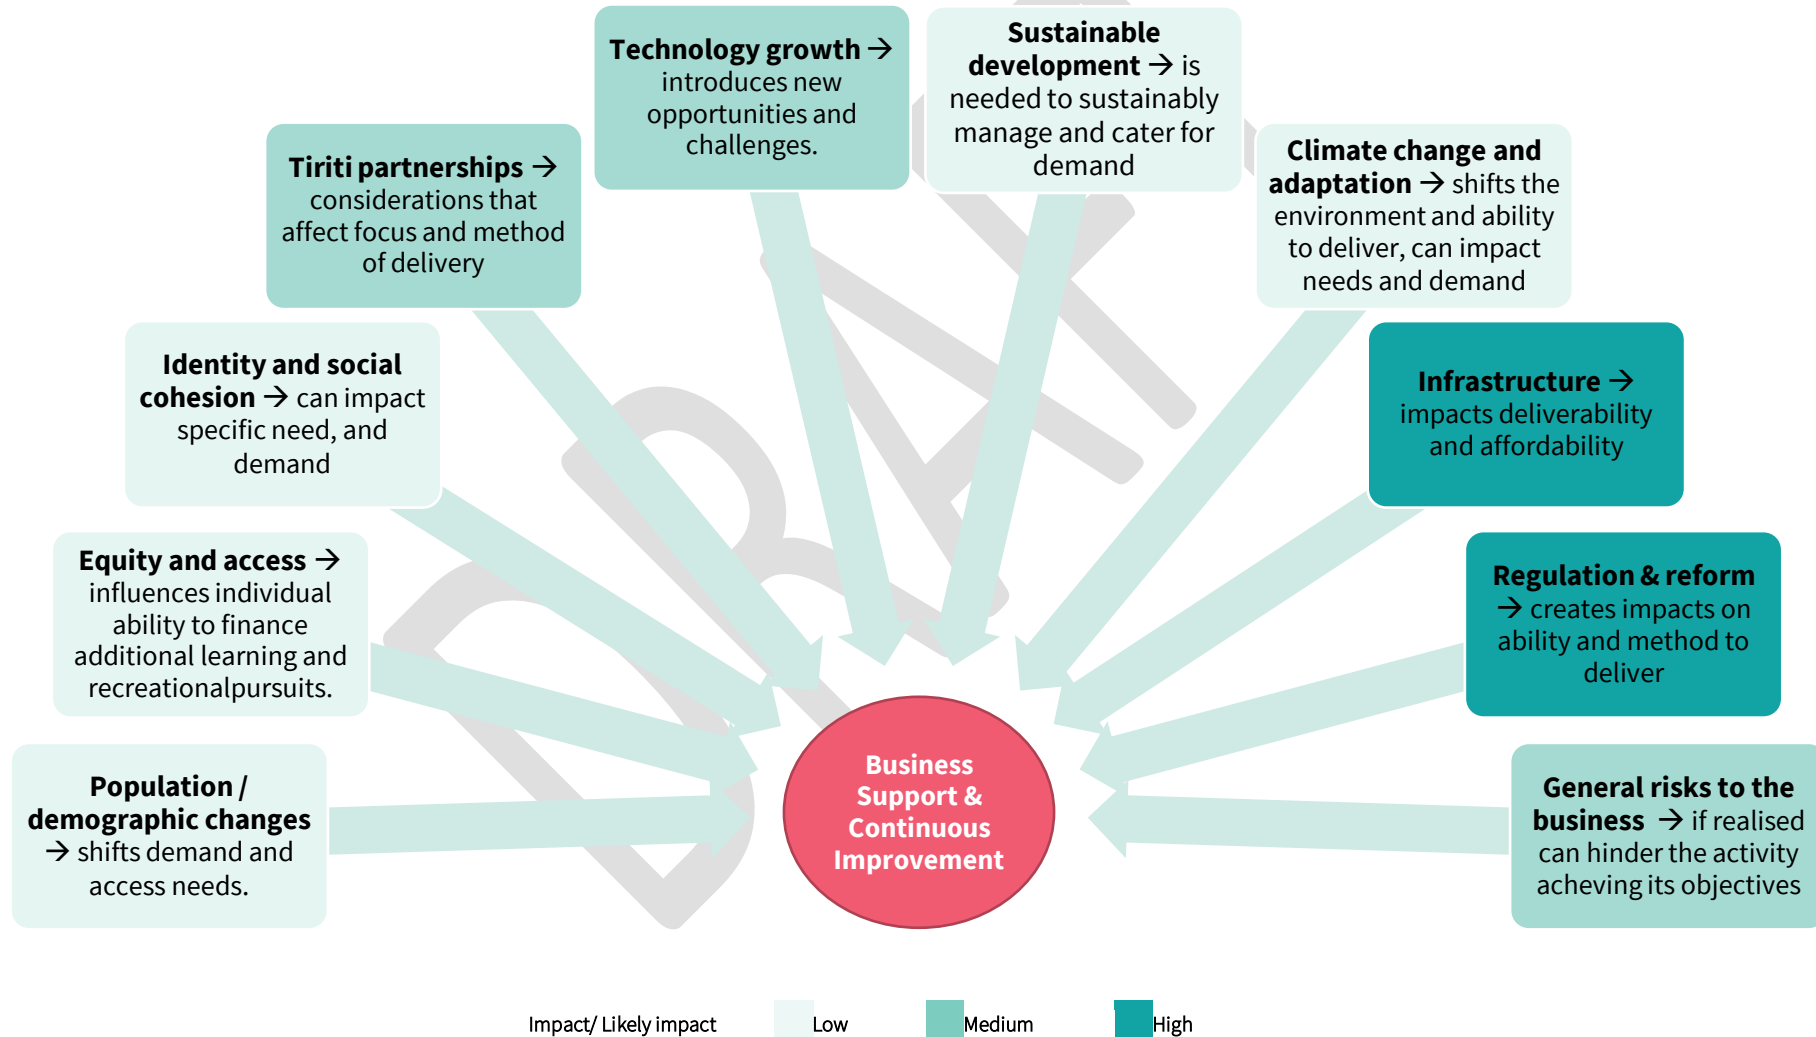 Technology growth →
introduces new
opportunities and
challenges.
Sustainable
development → is
needed to sustainably
manage and cater for
demand
Tiriti partnerships →
considerations that
affect focus and method
of delivery
Climate change and
adaptation → shifts the
environment and ability
to deliver, can impact
needs and demand
Identity and social
cohesion → can impact
specific need, and
demand
Infrastructure →
impacts deliverability
and affordability
Equity and access →
influences individual
ability to finance
additional learning and
recreationalpursuits.
Regulation & reform
→ creates impacts on
ability and method to
deliver
Population /
demographic changes
→ shifts demand and
access needs.
Business
Support &
Continuous
Improvement
General risks to the
business → if realised
can hinder the activity
acheving its objectives
DRAFT
Impact/ Likely impact Low Medium High